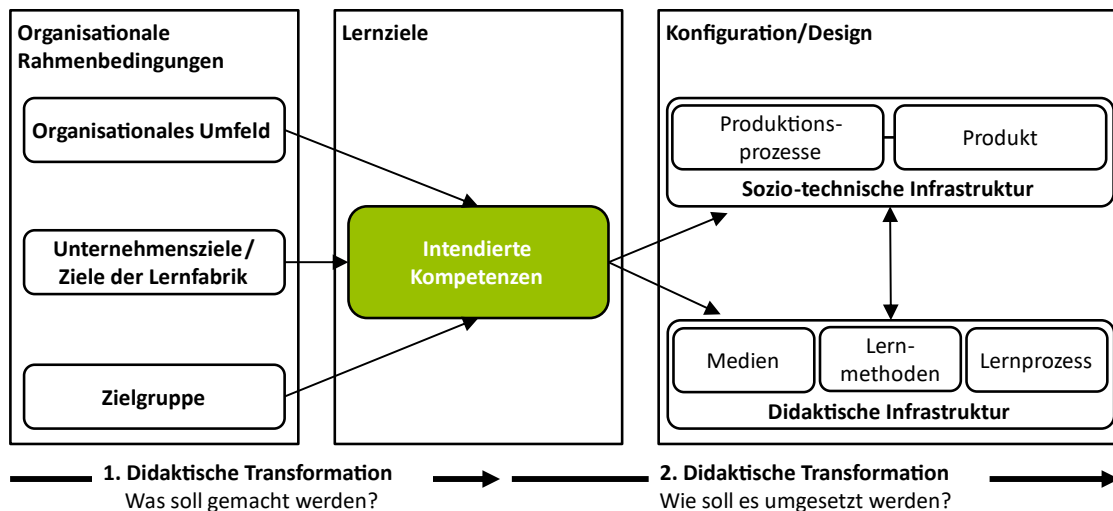 Organisationale
Rahmenbedingungen
Organisationales Umfeld
Unternehmensziele/
Ziele der Lernfabrik
Zielgruppe
Lernziele
Intendierte
Kompetenzen
Konfiguration/Design
Produktions-
prozesse
Produkt
Sozio-technische Infrastruktur
Medien
Lern-
methoden
Lernprozess
Didaktische Infrastruktur
1. Didaktische Transformation
Was soll gemacht werden?
2. Didaktische Transformation
Wie soll es umgesetzt werden?